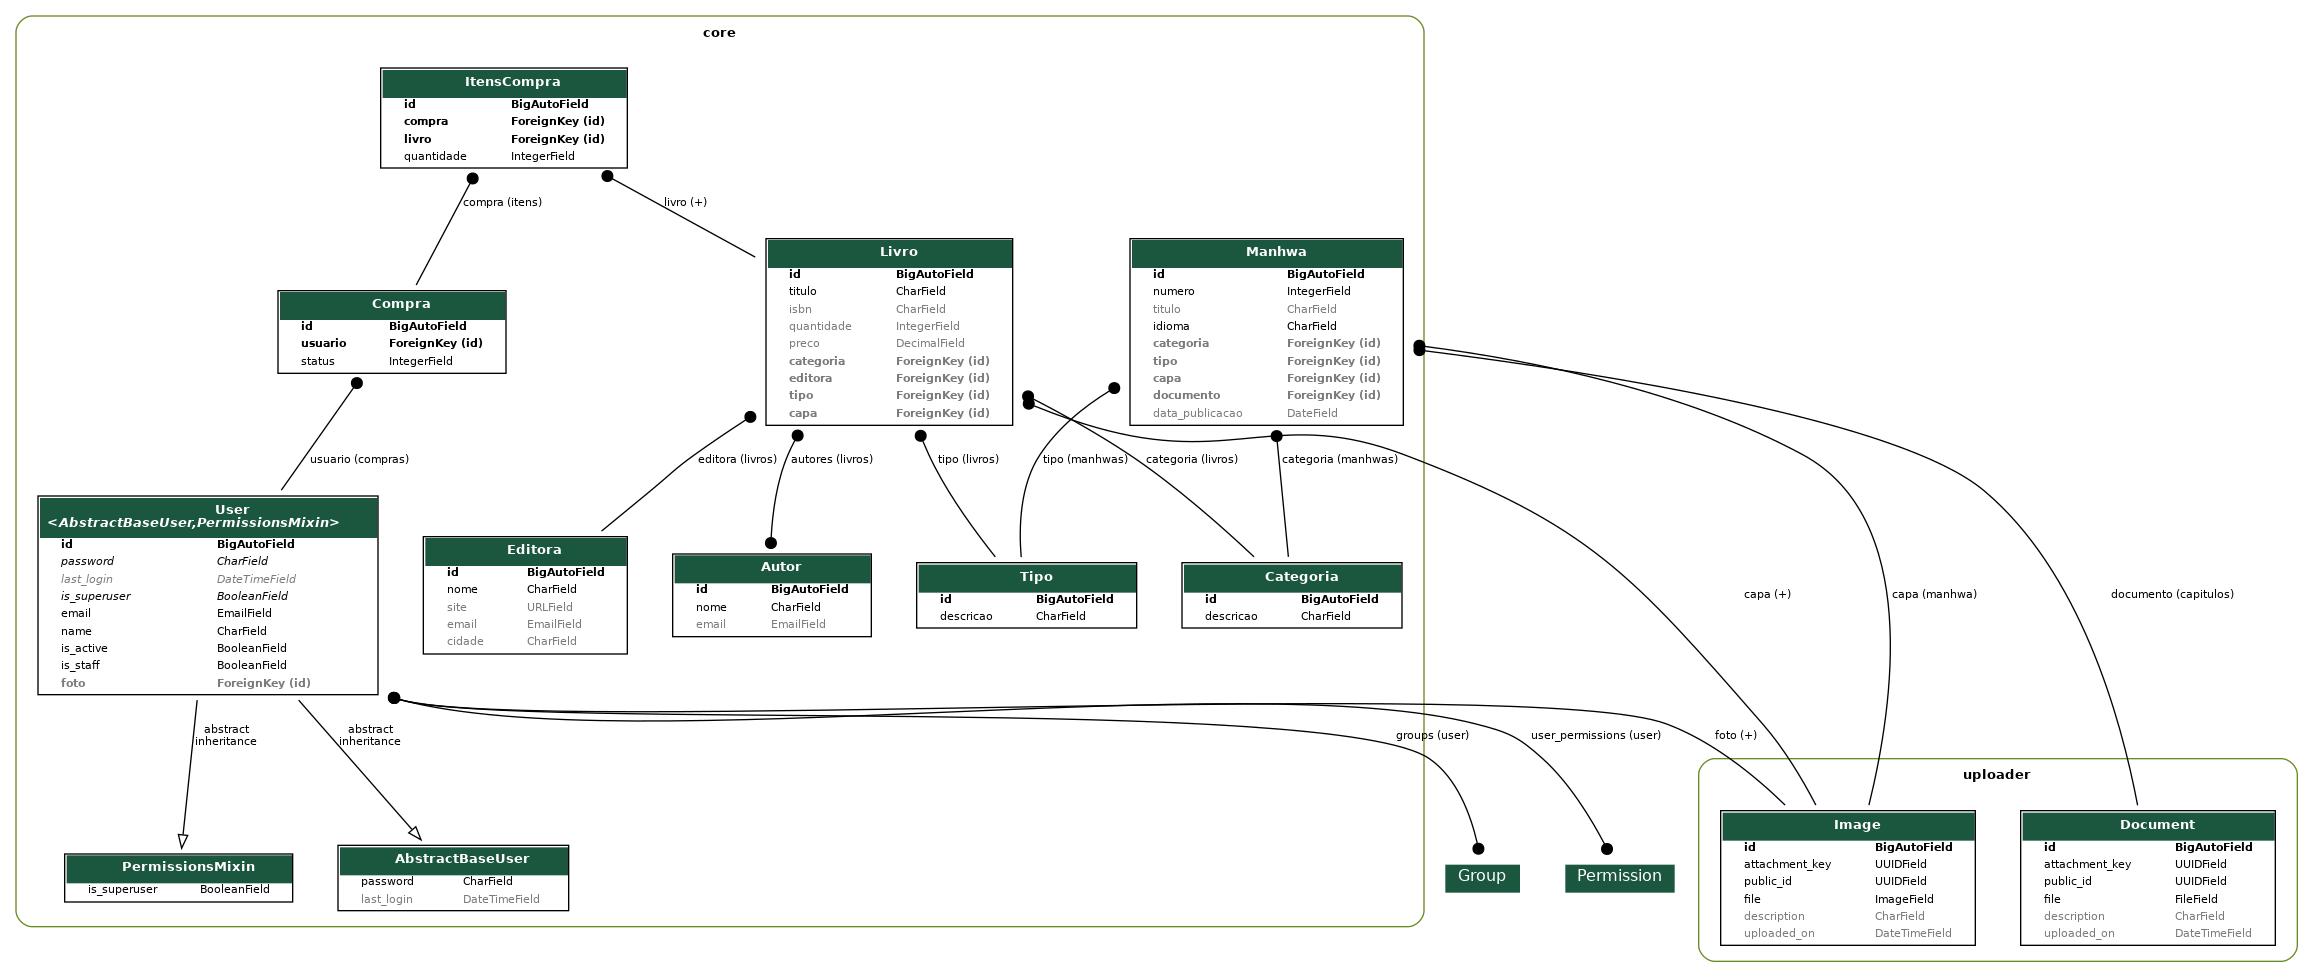 core
ItensCompra
id BigAutoField
compra ForeignKey (id)
livro ForeignKey (id)
quantidade IntegerField
compra (itens)
livro (+)
Livro
id BigAutoField
titulo CharField
isbn CharField
quantidade IntegerField
preco DecimalField
categoria ForeignKey (id)
editora ForeignKey (id)
tipo ForeignKey (id)
capa ForeignKey (id)
Manhwa
id BigAutoField
numero IntegerField
titulo CharField
idioma CharField
categoria ForeignKey (id)
tipo ForeignKey (id)
capa ForeignKey (id)
documento ForeignKey (id)
data_publicacao DateField
Compra
id BigAutoField
usuario ForeignKey (id)
status IntegerField
usuario (compras)
editora (livros)
autores (livros)
tipo (livros)
tipo (manhwas)
categoria (livros)
categoria (manhwas)
User
<AbstractBaseUser,PermissionsMixin>
id BigAutoField
password CharField
last_login DateTimeField
is_superuser BooleanField
email EmailField
name CharField
is_active BooleanField
is_staff BooleanField
foto ForeignKey (id)
Editora
id BigAutoField
nome CharField
site URLField
email EmailField
cidade CharField
Autor
id BigAutoField
nome CharField
email EmailField
Tipo
id BigAutoField
descricao CharField
Categoria
id BigAutoField
descricao CharField
capa (+)
capa (manhwa)
documento (capitulos)
abstract
inheritance
abstract
inheritance
groups (user)
user_permissions (user)
foto (+)
PermissionsMixin
is_superuser BooleanField
AbstractBaseUser
password CharField
last_login DateTimeField
Group
Permission
uploader
Image
id BigAutoField
attachment_key UUIDField
public_id UUIDField
file ImageField
description CharField
uploaded_on DateTimeField
Document
id BigAutoField
attachment_key UUIDField
public_id UUIDField
file FileField
description CharField
uploaded_on DateTimeField